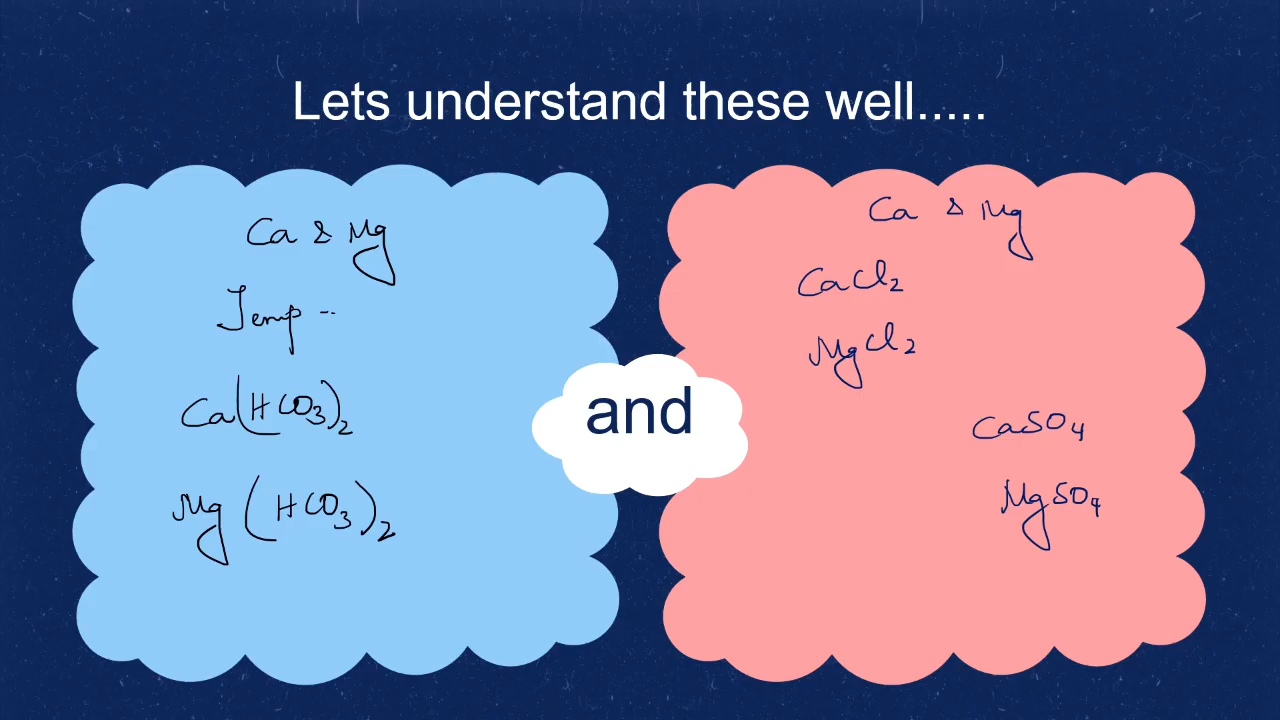 Lets understand these well.....
Ca & Mg
Temp --
Ca(HCO3)2
Mg(HCO3)2
and
Ca & Mg
CaCl2
MgCl2
CaSO4
MgSO4